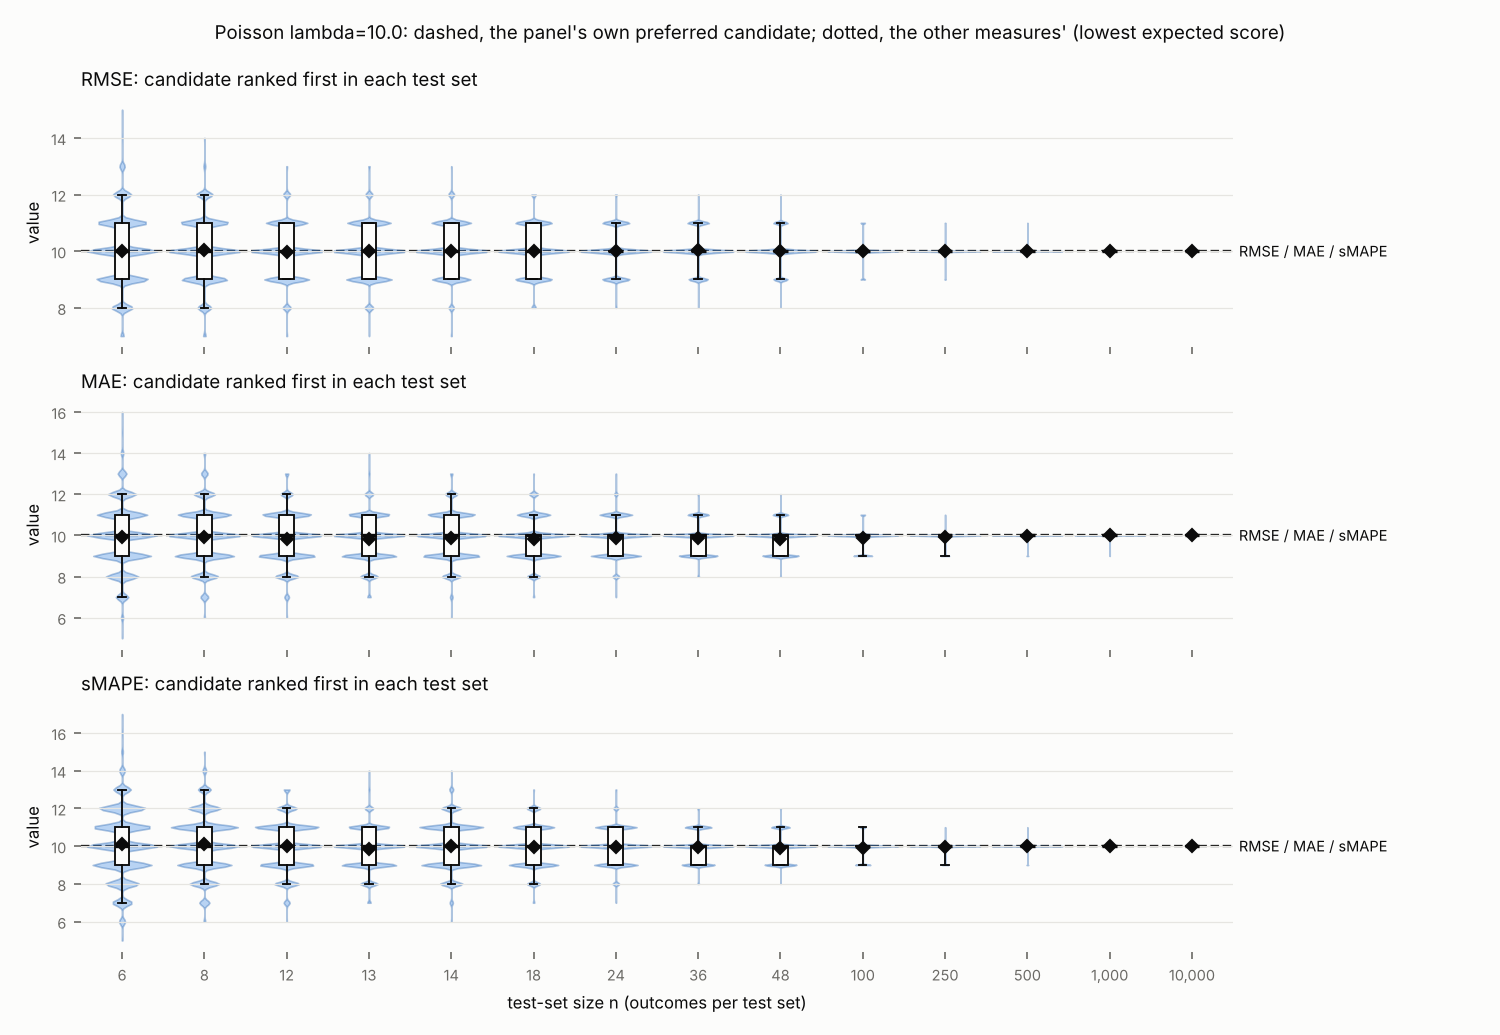 Poisson lambda=10.0: dashed, the panel's own preferred candidate; dotted, the other measures' (lowest expected score)
RMSE: candidate ranked first in each test set
14
12
10
8
value
RMSE / MAE / sMAPE
MAE: candidate ranked first in each test set
16
14
12
10
8
6
value
RMSE / MAE / sMAPE
sMAPE: candidate ranked first in each test set
16
14
12
10
8
6
value
RMSE / MAE / sMAPE
6 8 12 13 14 18 24 36 48 100 250 500 1,000 10,000
test-set size n (outcomes per test set)